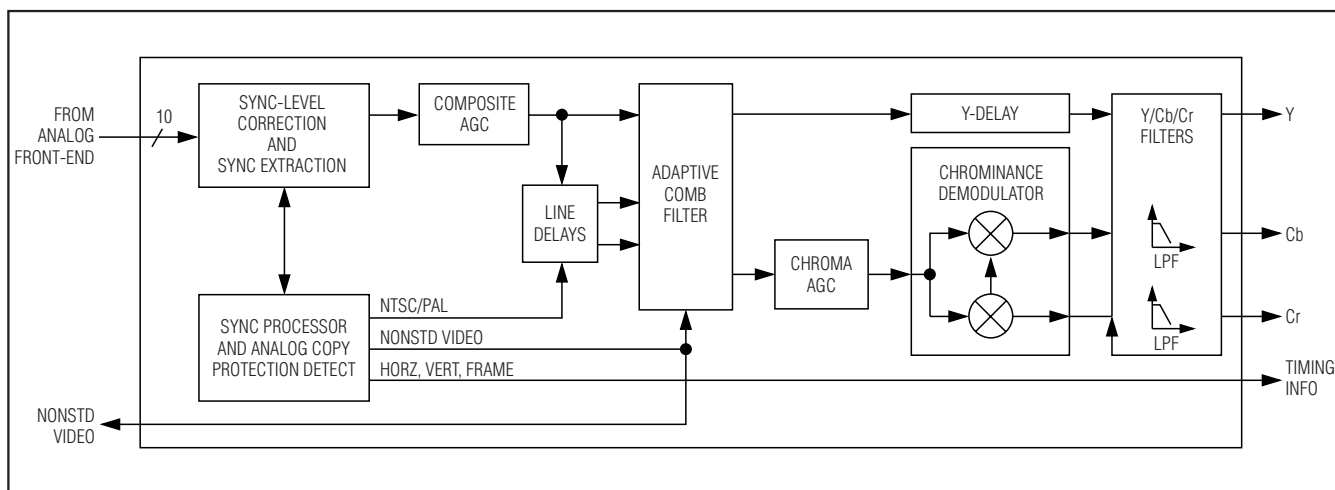 FROM
ANALOG
FRONT-END
10
SYNC-LEVEL
CORRECTION
AND
SYNC EXTRACTION
COMPOSITE
AGC
LINE
DELAYS
ADAPTIVE
COMB
FILTER
Y-DELAY
CHROMINANCE
DEMODULATOR
CHROMA
AGC
Y/Cb/Cr
FILTERS
LPF
LPF
Y
Cb
Cr
SYNC PROCESSOR
AND ANALOG COPY
PROTECTION DETECT
NTSC/PAL
NONSTD VIDEO
HORZ, VERT, FRAME
TIMING
INFO
NONSTD
VIDEO